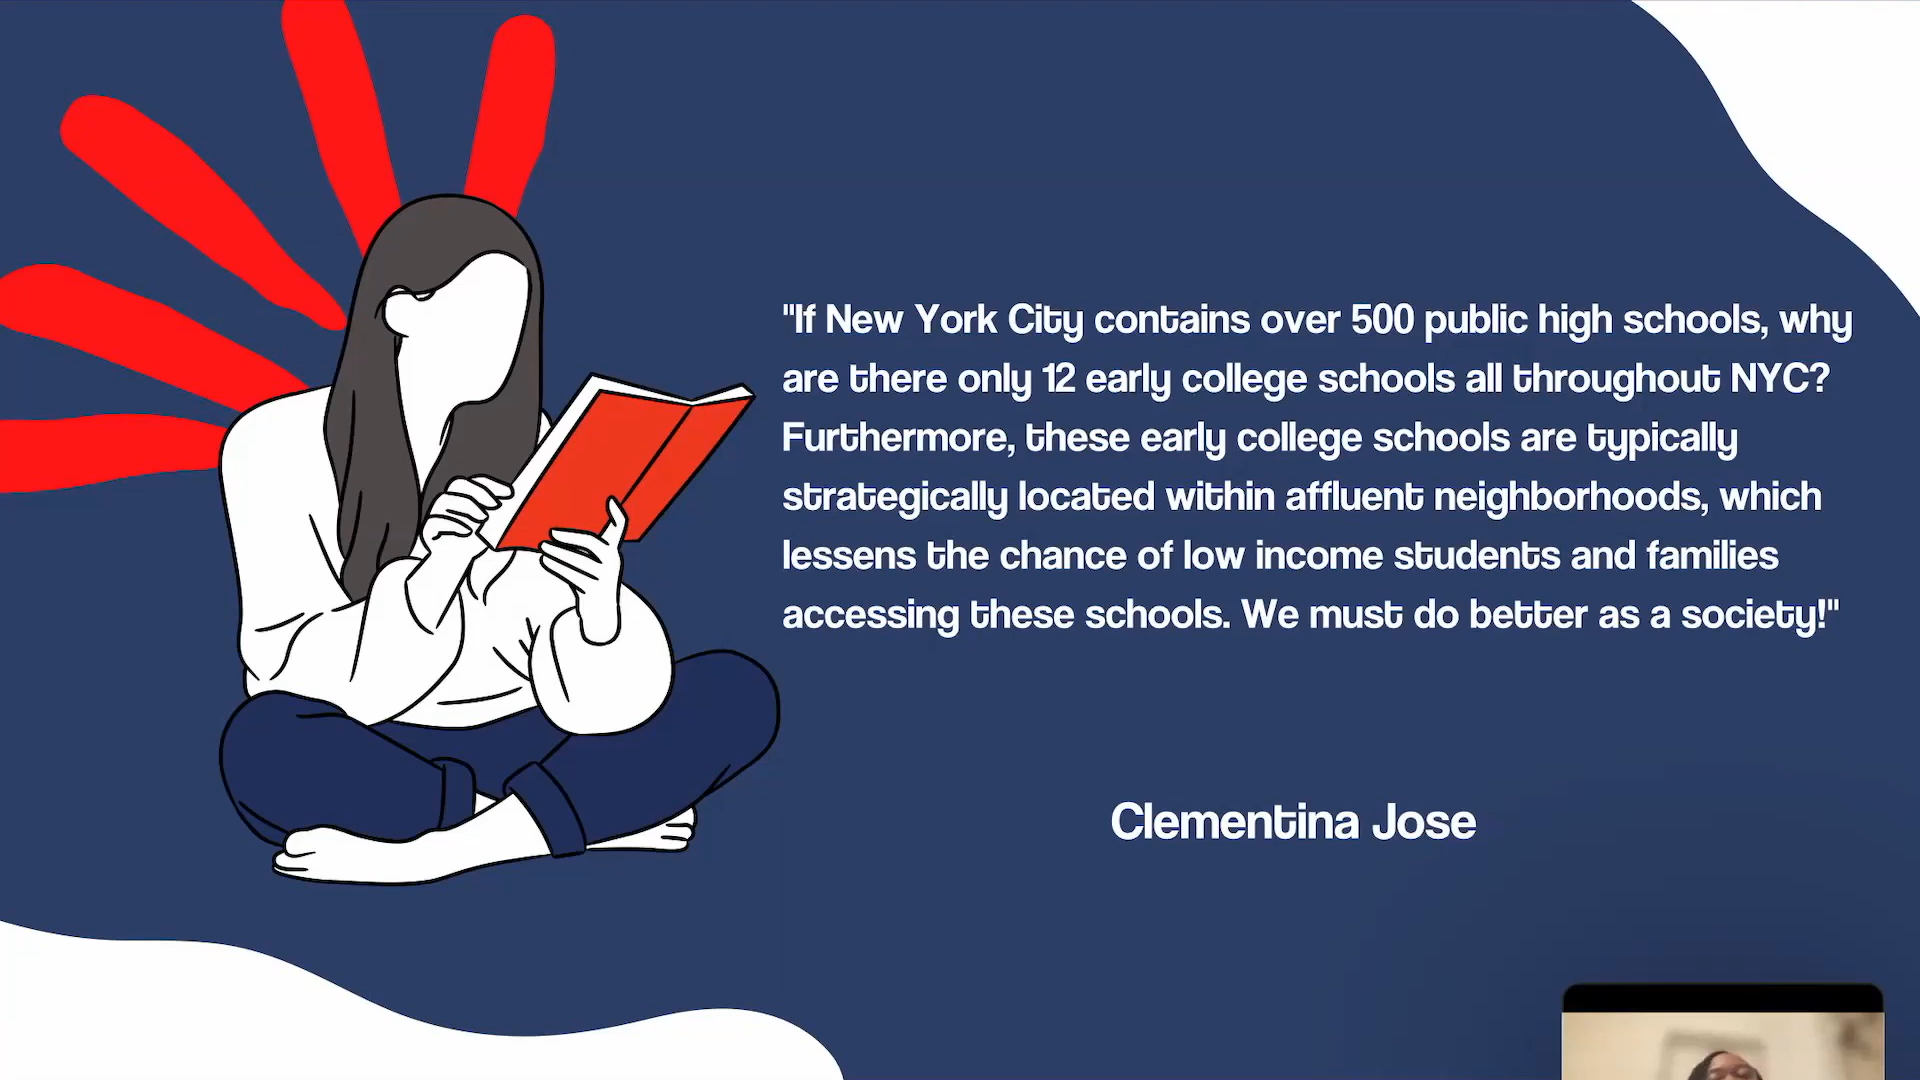 "If New York City contains over 500 public high schools, why
are there only 12 early college schools all throughout NYC?
Furthermore, these early college schools are typically
strategically located within affluent neighborhoods, which
lessens the chance of low income students and families
accessing these schools. We must do better as a society!"
Clementina Jose